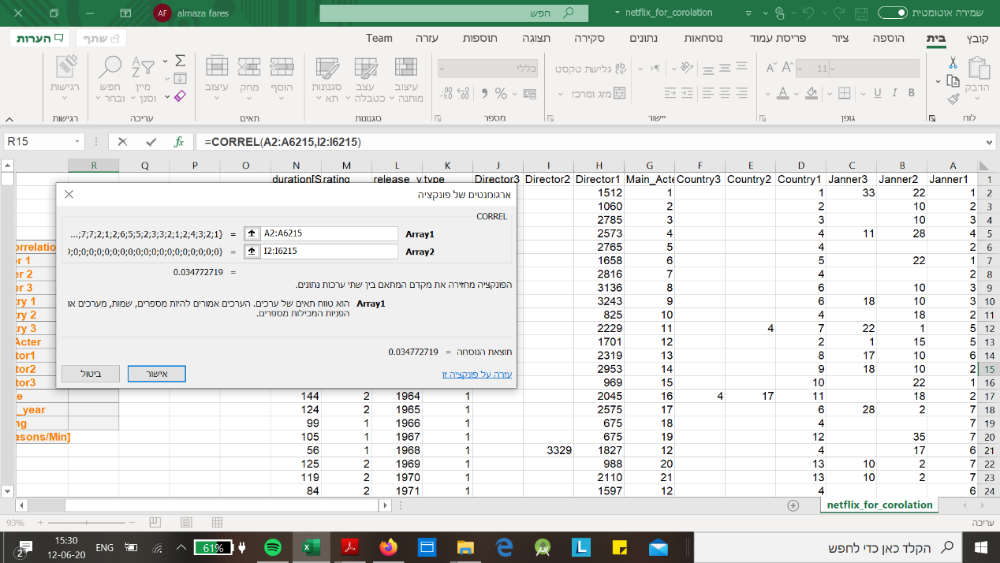 שמירה אוטומטית
netflix_for_corolation
חפש
almaza fares
AF
קובץ בית הוספה ציור פריסת עמוד נוסחאות נתונים סקירה תצוגה תוספות עזרה Team
שתף
הערות
הדבק
לוח
11
B I U
גופן
גלישת טקסט
מזג ומרכז
יישור
כללי
מספר
עיצוב מותנה
עצב כטבלה
סגנונות תא
סגנונות
הוסף
מחק
עיצוב
תאים
מיין וסנן
חפש ובחר
עריכה
רגישות
רגישות
R15
=CORREL(A2:A6215,I2:I6215)
R Q P O N M L K J I H G F E D C B A
duration[S rating release_y type Director3 Director2 Director1 Main_Acte Country3 Country2 Country1 Janner3 Janner2 Janner1 1
1512 1 1 33 22 1 2
1060 2 2 10 2 3
2785 3 3 10 3 4
2573 4 4 11 28 4 5
2765 5 4 2 6
1658 6 5 22 1 7
2816 7 4 2 8
3136 8 6 10 3 9
3243 9 6 18 10 3 10
825 10 4 18 2 11
2229 11 4 7 22 1 5 12
1701 12 2 1 15 5 13
2319 13 8 17 10 6 14
2953 14 9 18 10 2 15
969 15 10 22 1 16
144 2 1964 1 2045 16 4 17 11 18 2 17
124 2 1965 1 2575 17 6 28 2 7 18
99 1 1966 1 675 18 4 7 19
105 1 1967 1 675 19 12 35 7 20
56 1 1968 1 3329 1827 12 4 17 6 21
125 2 1969 1 988 20 13 10 2 7 22
119 2 1970 1 2110 21 13 10 2 7 23
84 2 1971 1 1597 12 4 6 24
orrelatio
er 1
er 2
er 3
try 1
try 2
try 3
Acter
tor1
tor2
tor3
e
_year
ng
asons/Min]
ארגומנטים של פונקציה
CORREL
Array1 A2:A6215 = {1;2;3;4;2;1;2;3;3;2;5;5;6;2;1;2;7;7;...
Array2 I2:I6215 = {0;0;0;0;0;0;0;0;0;0;0;0;0;0;0;0;0;0;0;
= 0.034772719
הפונקציה מחזירה את מקדם המתאם בין שתי ערכות נתונים.
Array1 הוא טווח תאים של ערכים. הערכים אמורים להיות מספרים, שמות, מערכים או
הפניות המכילות מספרים.
תוצאת הנוסחה = 0.034772719
עזרה על פונקציה זו
אישור
ביטול
netflix_for_corolation
עריכה
93%
הקלד כאן כדי לחפש
61%
ENG
15:30
12-06-20
2